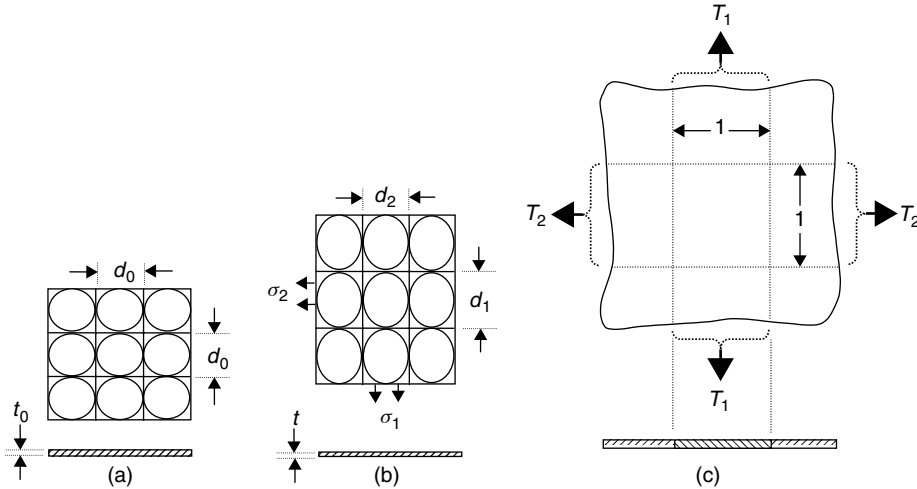 d₀
d₀
t₀
(a)
d₂
σ₂
d₁
σ₁
t
(b)
T₁
1
T₂
1
T₂
T₁
(c)